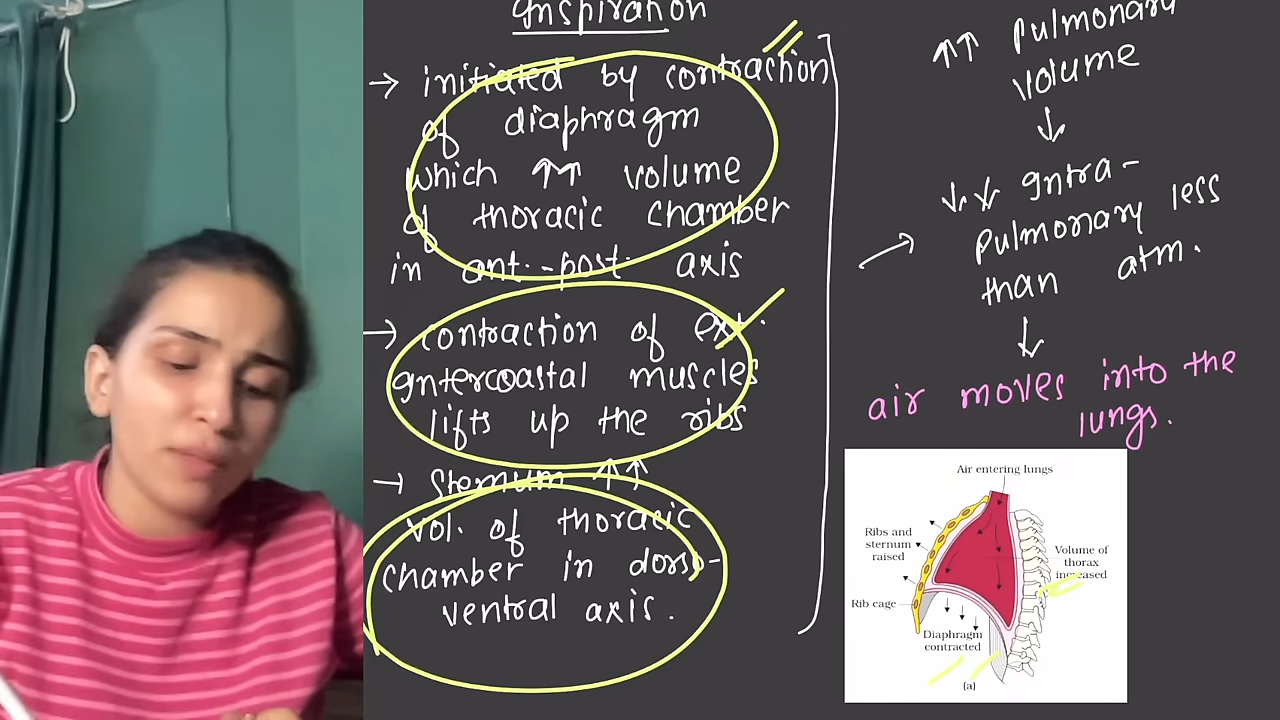 Inspiration
→ initiated by contraction
of diaphragm
which ↑↑ volume
of thoracic chamber
in ant.-post. axis
→ contraction of ext.
Intercoastal muscles
lifts up the ribs
→ Sternum ↑↑
vol. of thoracic
chamber in dorso-
ventral axis.
↑↑ pulmonary
volume
↓
↓↓ Intra-
pulmonary less
than atm.
↓
air moves into the
lungs.
Air entering lungs
Ribs and
sternum
raised
Volume of
thorax
increased
Rib cage
Diaphragm
contracted
(a)